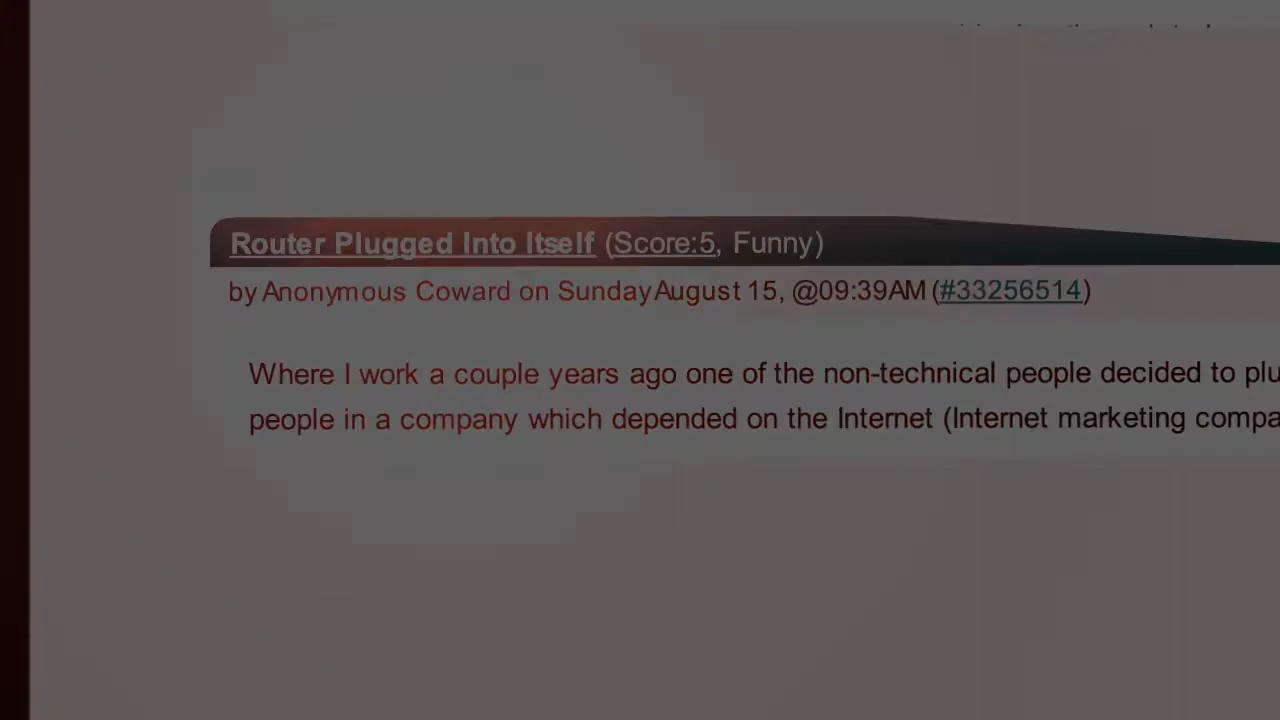 Router Plugged Into Itself (Score:5, Funny)
by Anonymous Coward on Sunday August 15, @09:39AM (#33256514)
Where I work a couple years ago one of the non-technical people decided to
people in a company which depended on the Internet (Internet marketing